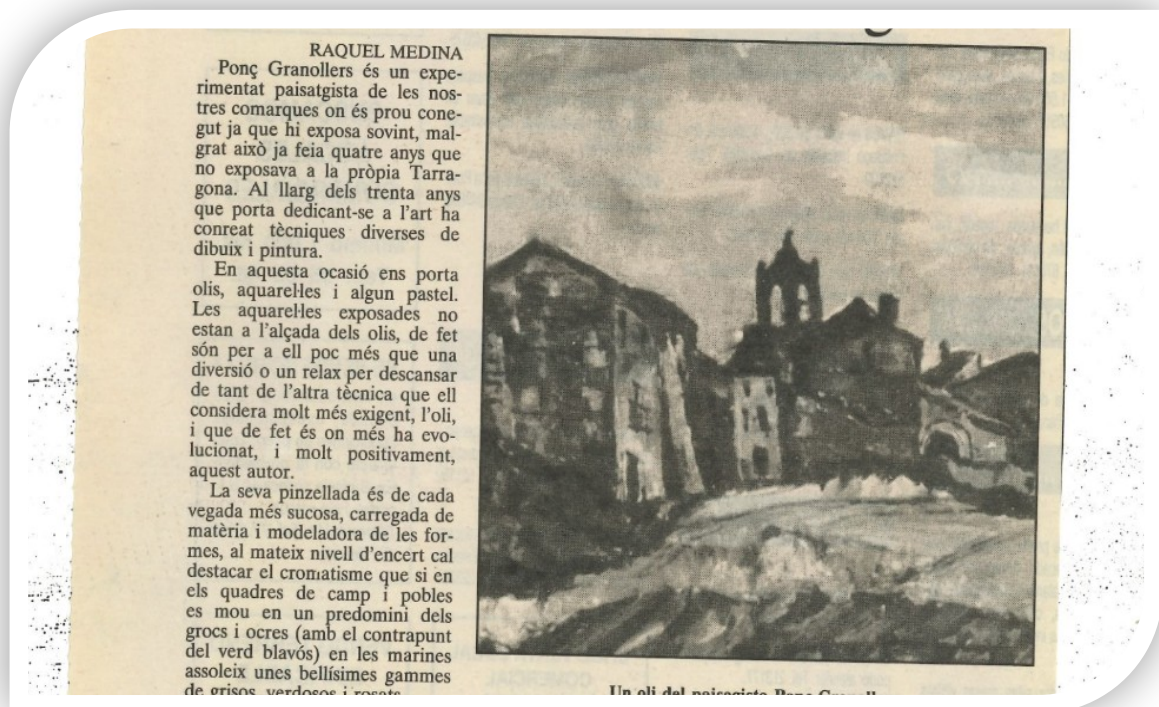 RAQUEL MEDINA
Ponç Granollers és un expe-
rimentat paisatgista de les nos-
tres comarques on és prou cone-
gut ja que hi exposa sovint, mal-
grat això ja feia quatre anys que
no exposava a la pròpia Tarra-
gona. Al llarg dels trenta anys
que porta dedicant-se a l'art ha
conreat tècniques diverses de
dibuix i pintura.
En aquesta ocasió ens porta
olis, aquarel·les i algun pastel.
Les aquarel·les exposades no
estan a l'alçada dels olis, de fet
són per a ell poc més que una
diversió o un relax per descansar
de tant de l'altra tècnica que ell
considera molt més exigent, l'oli,
i que de fet és on més ha evo-
lucionat, i molt positivament,
aquest autor.
La seva pinzellada és de cada
vegada més sucosa, carregada de
matèria i modeladora de les for-
mes, al mateix nivell d'encert cal
destacar el cromatisme que si en
els quadres de camp i pobles
es mou en un predomini dels
grocs i ocres (amb el contrapunt
del verd blavós) en les marines
assoleix unes bellísimes gammes
de grisos, verdosos i rosats
Un oli del paisagista Ponç